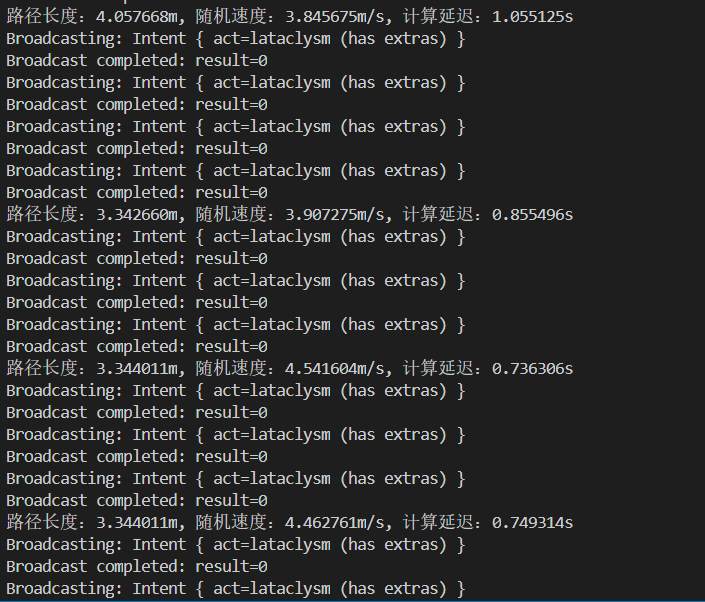 路径长度：4.057668m, 随机速度：3.845675m/s, 计算延迟：1.055125s
Broadcasting: Intent { act=lataclysm (has extras) }
Broadcast completed: result=0
Broadcasting: Intent { act=lataclysm (has extras) }
Broadcast completed: result=0
Broadcasting: Intent { act=lataclysm (has extras) }
Broadcast completed: result=0
Broadcasting: Intent { act=lataclysm (has extras) }
Broadcast completed: result=0
路径长度：3.342660m, 随机速度：3.907275m/s, 计算延迟：0.855496s
Broadcasting: Intent { act=lataclysm (has extras) }
Broadcast completed: result=0
Broadcasting: Intent { act=lataclysm (has extras) }
Broadcast completed: result=0
Broadcasting: Intent { act=lataclysm (has extras) }
Broadcast completed: result=0
路径长度：3.344011m, 随机速度：4.541604m/s, 计算延迟：0.736306s
Broadcasting: Intent { act=lataclysm (has extras) }
Broadcast completed: result=0
Broadcasting: Intent { act=lataclysm (has extras) }
Broadcast completed: result=0
Broadcasting: Intent { act=lataclysm (has extras) }
Broadcast completed: result=0
路径长度：3.344011m, 随机速度：4.462761m/s, 计算延迟：0.749314s
Broadcasting: Intent { act=lataclysm (has extras) }
Broadcast completed: result=0
Broadcasting: Intent { act=lataclysm (has extras) }